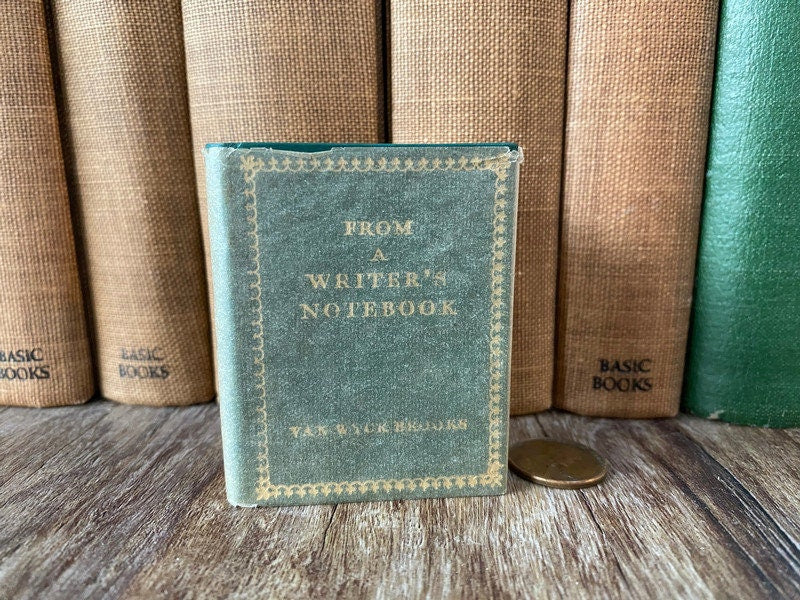 FROM
A
WRITER'S
NOTEBOOK
VAN WYCK BROOKS
BASIC
BOOKS
BASIC
BOOKS
BASIC
BOOKS